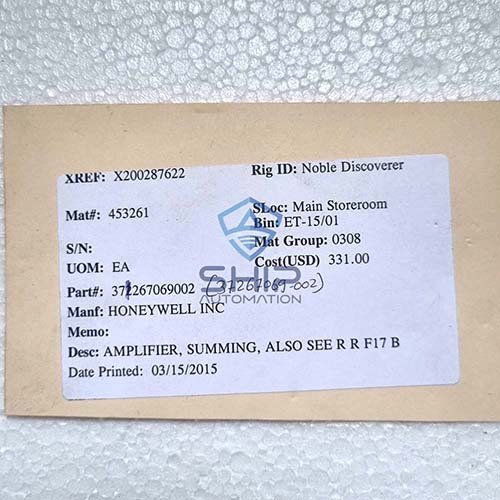 XREF: X200287622 Rig ID: Noble Discoverer
Mat#: 453261 SLoc: Main Storeroom
Bin: ET-15/01
S/N: Mat Group: 0308
UOM: EA Cost(USD) 331.00
SHIP
AUTOMATION
Part#: 37267069002 (37267069-002)
Manf: HONEYWELL INC
Memo:
Desc: AMPLIFIER, SUMMING, ALSO SEE R R F17 B
Date Printed: 03/15/2015